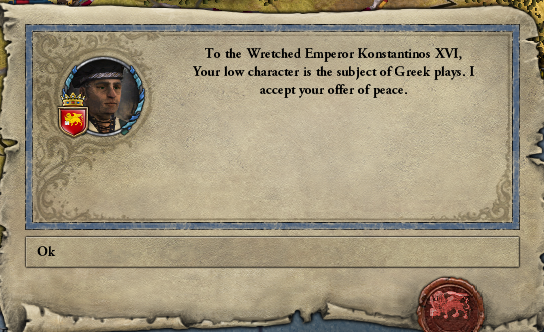 To the Wretched Emperor Konstantinos XVI,
Your low character is the subject of Greek plays. I
accept your offer of peace.
Ok